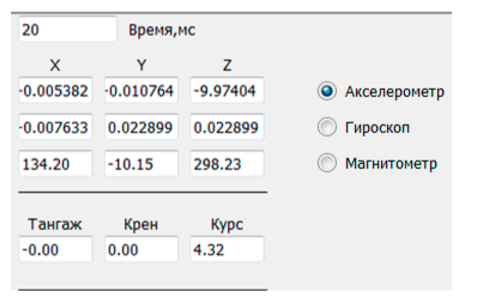 20 Время,мс
X Y Z
-0.005382 -0.010764 -9.97404 Акселерометр
-0.007633 0.022899 0.022899 Гироскоп
134.20 -10.15 298.23 Магнитометр
Тангаж Крен Курс
-0.00 0.00 4.32